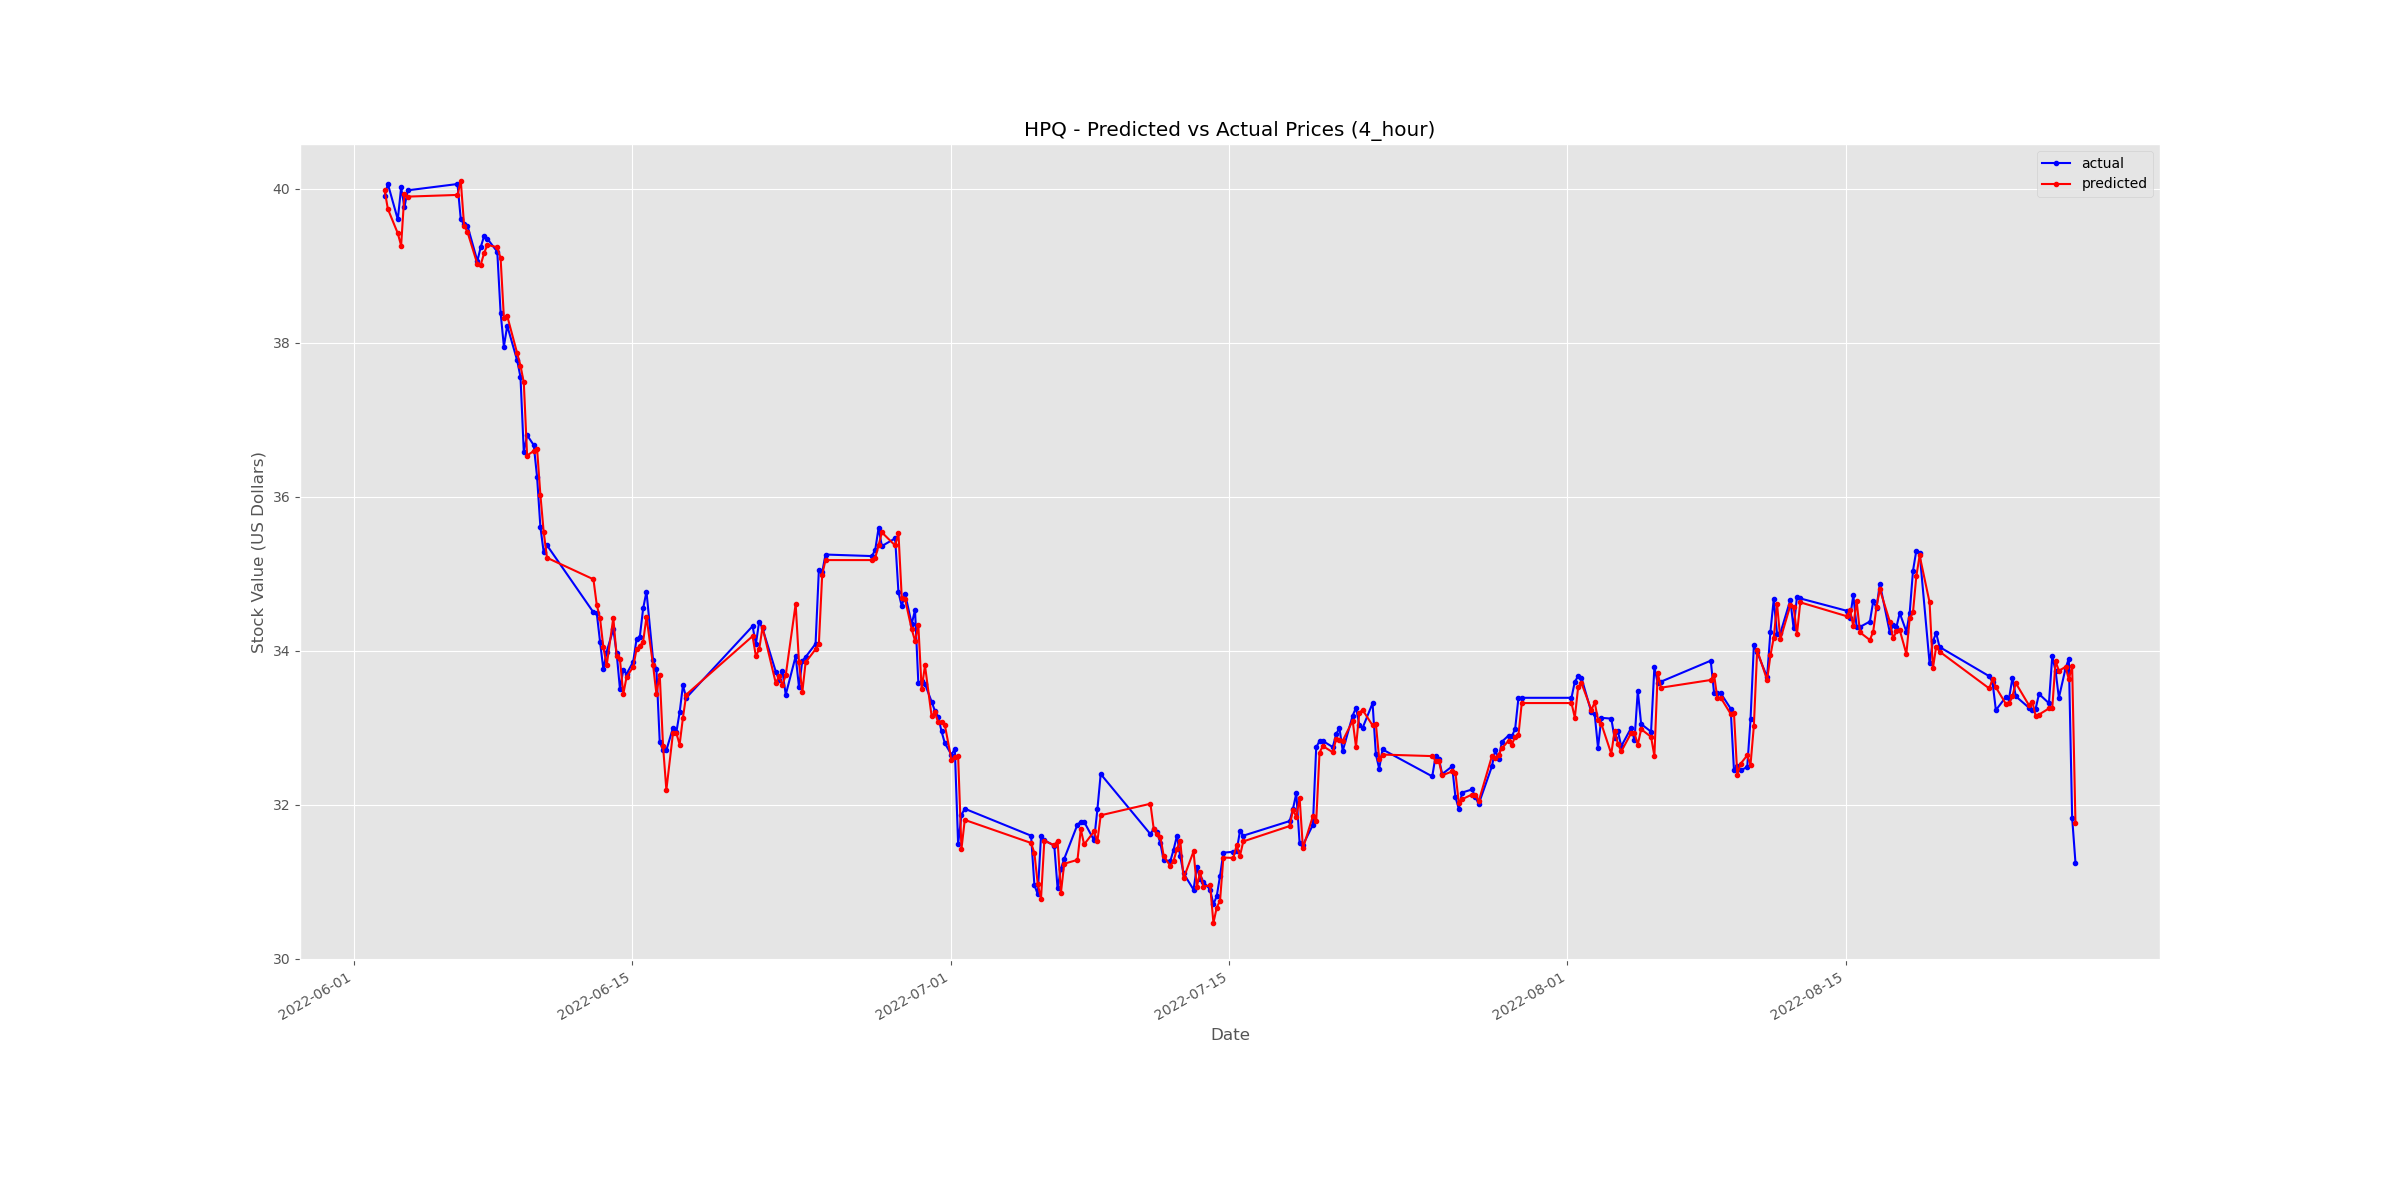 HPQ - Predicted vs Actual Prices (4_hour)
actual
predicted
40
38
36
34
32
30
Stock Value (US Dollars)
2022-06-01
2022-06-15
2022-07-01
2022-07-15
2022-08-01
2022-08-15
Date